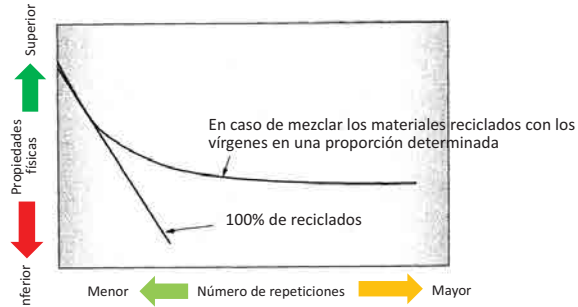 Superior
Propiedades
físicas
Inferior
En caso de mezclar los materiales reciclados con los
vírgenes en una proporción determinada
100% de reciclados
Menor
Número de repeticiones
Mayor